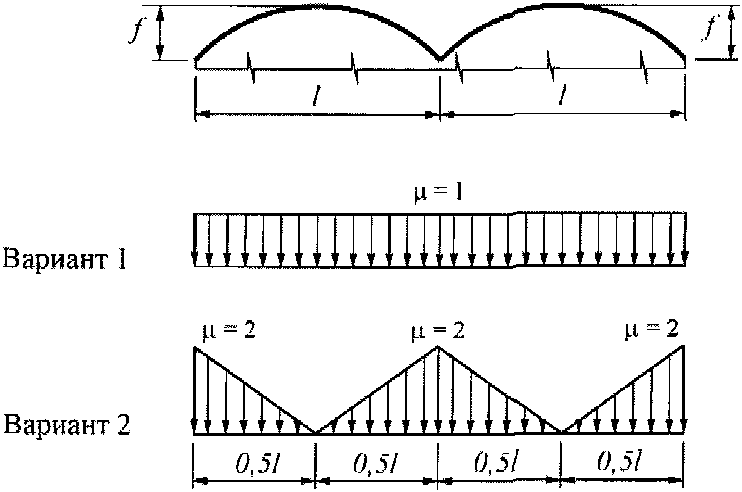 f f
l l
μ = 1
Вариант 1
μ = 2 μ = 2 μ = 2
Вариант 2
0,5l 0,5l 0,5l 0,5l